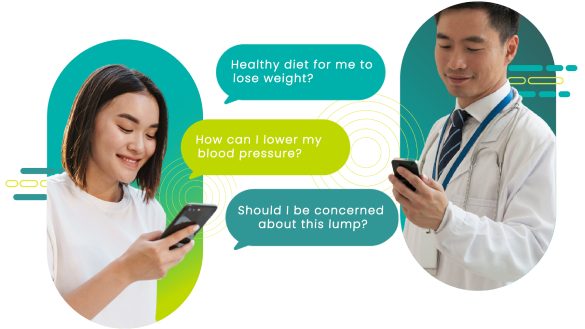 Healthy diet for me to
lose weight?
How can I lower my
blood pressure?
Should I be concerned
about this lump?